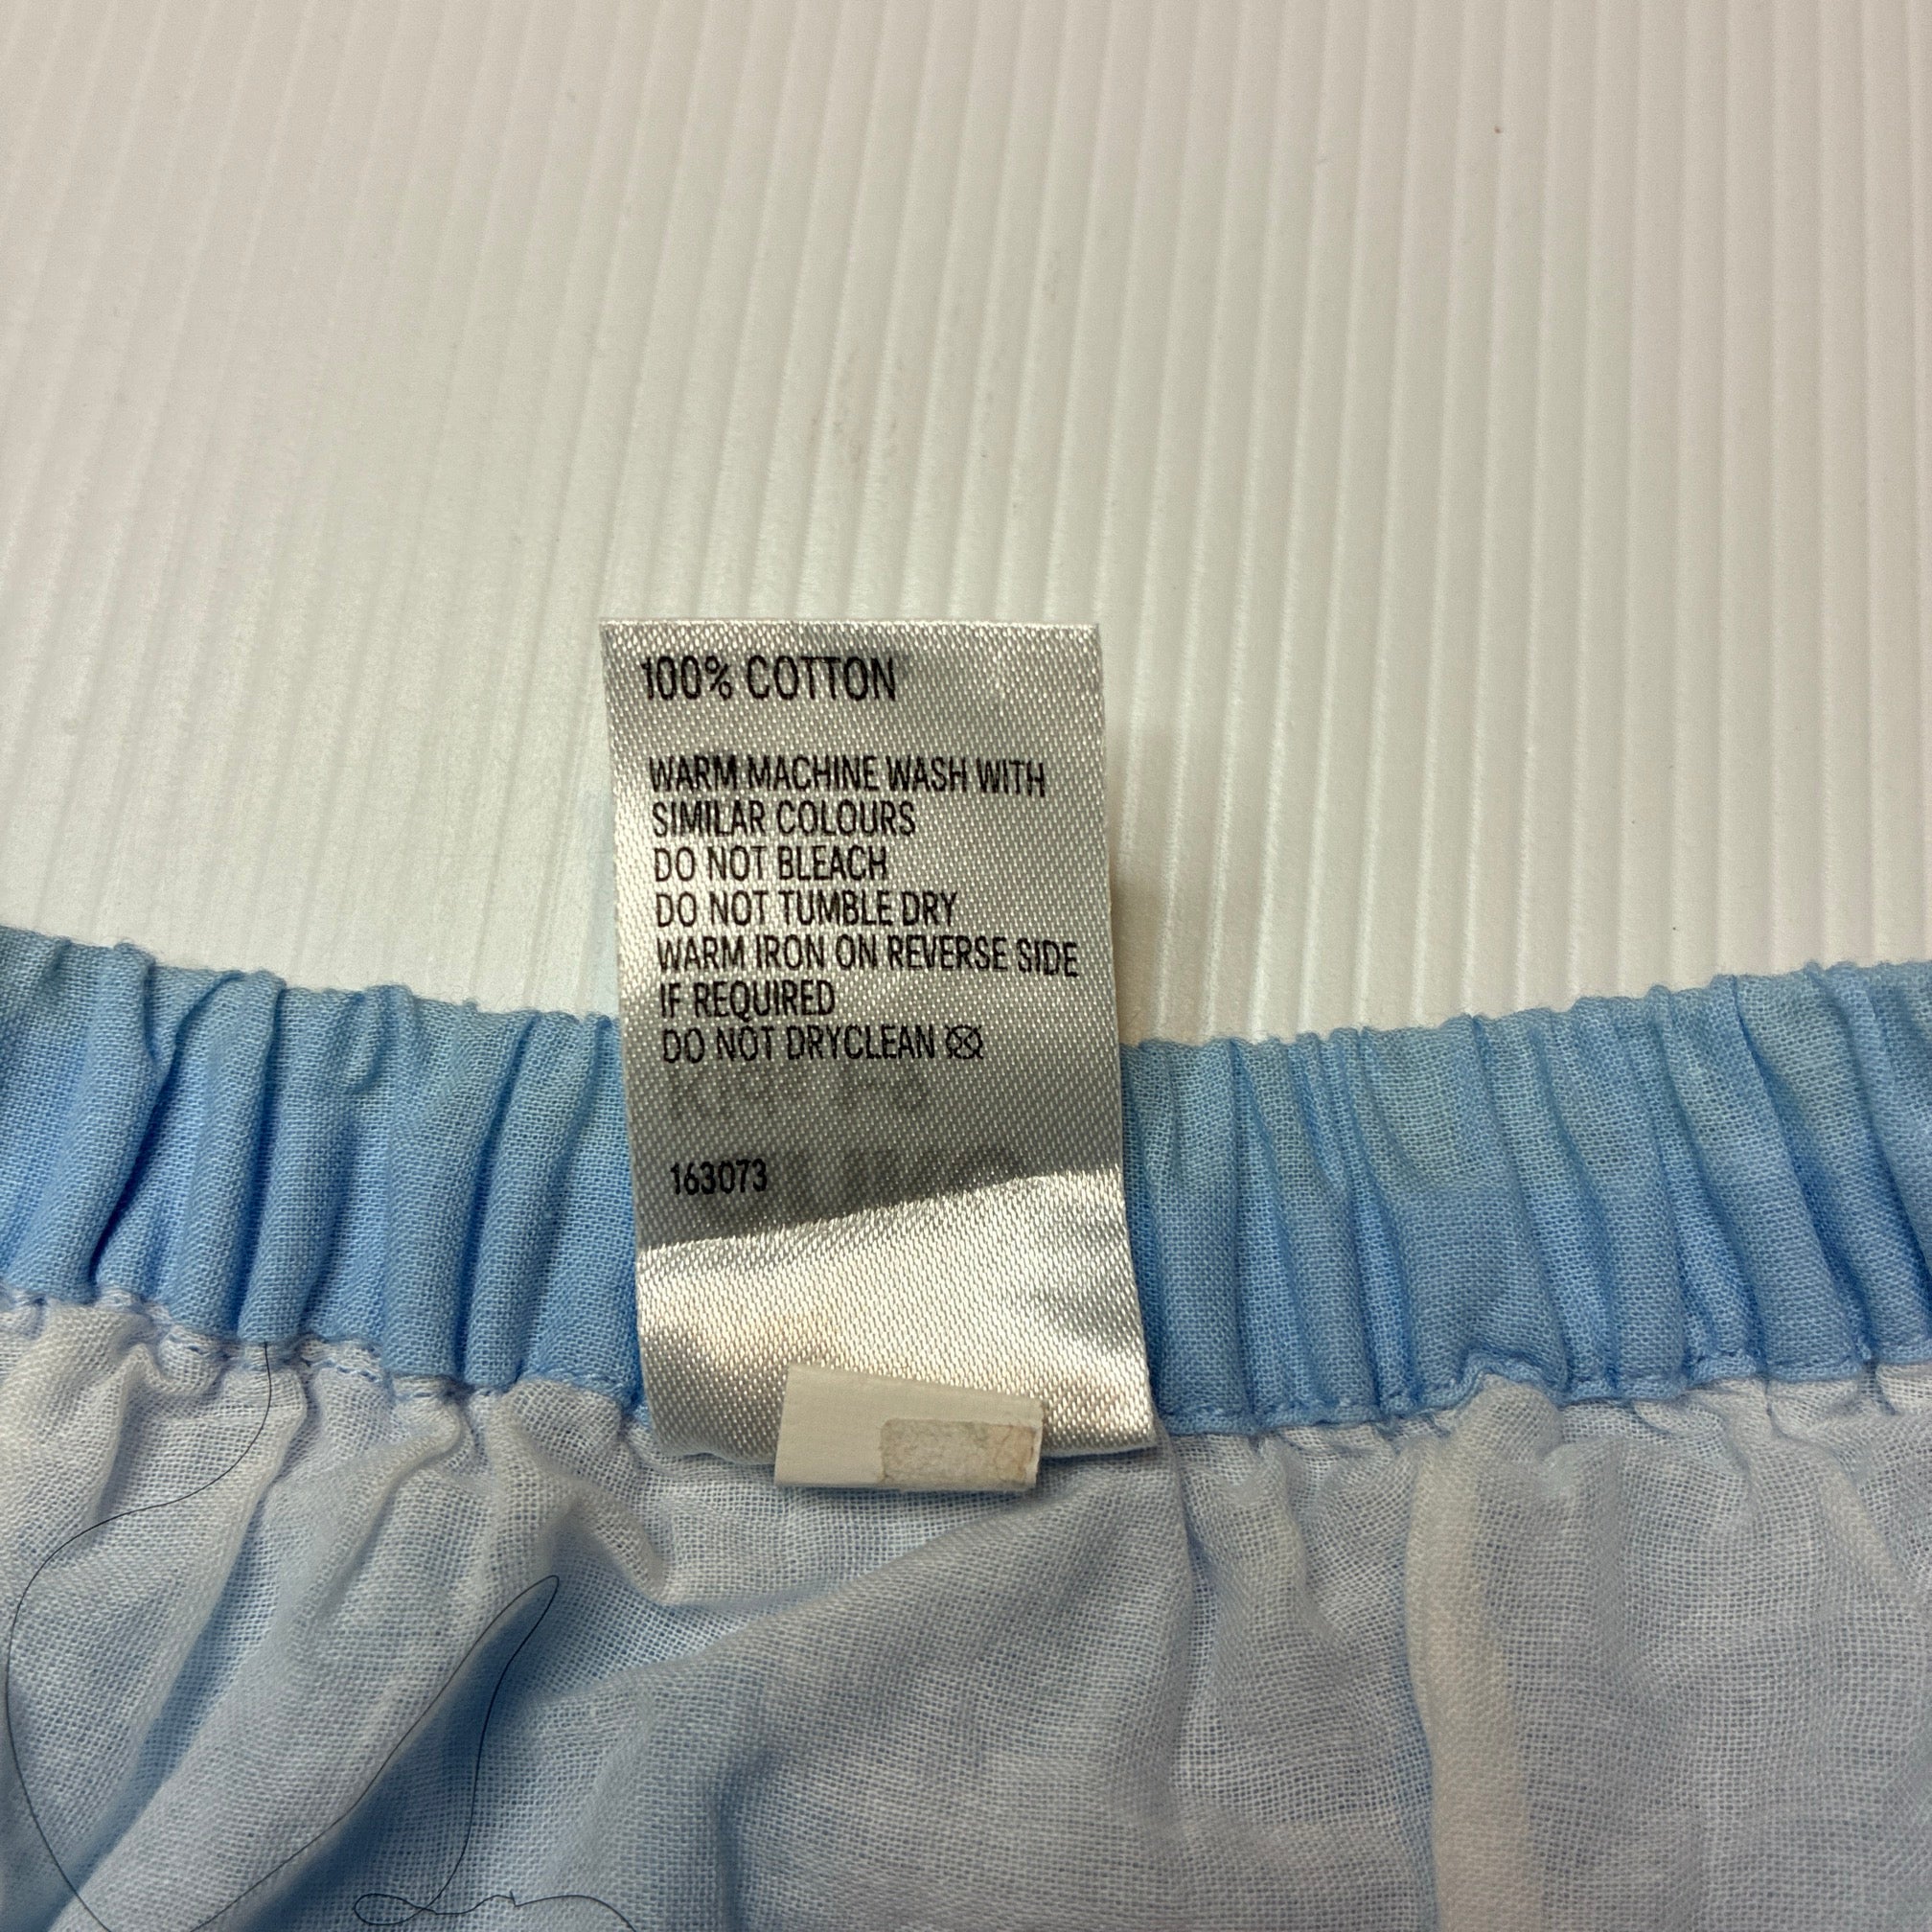 100% COTTON
WARM MACHINE WASH WITH
SIMILAR COLOURS
DO NOT BLEACH
DO NOT TUMBLE DRY
WARM IRON ON REVERSE SIDE
IF REQUIRED
DO NOT DRYCLEAN
163073